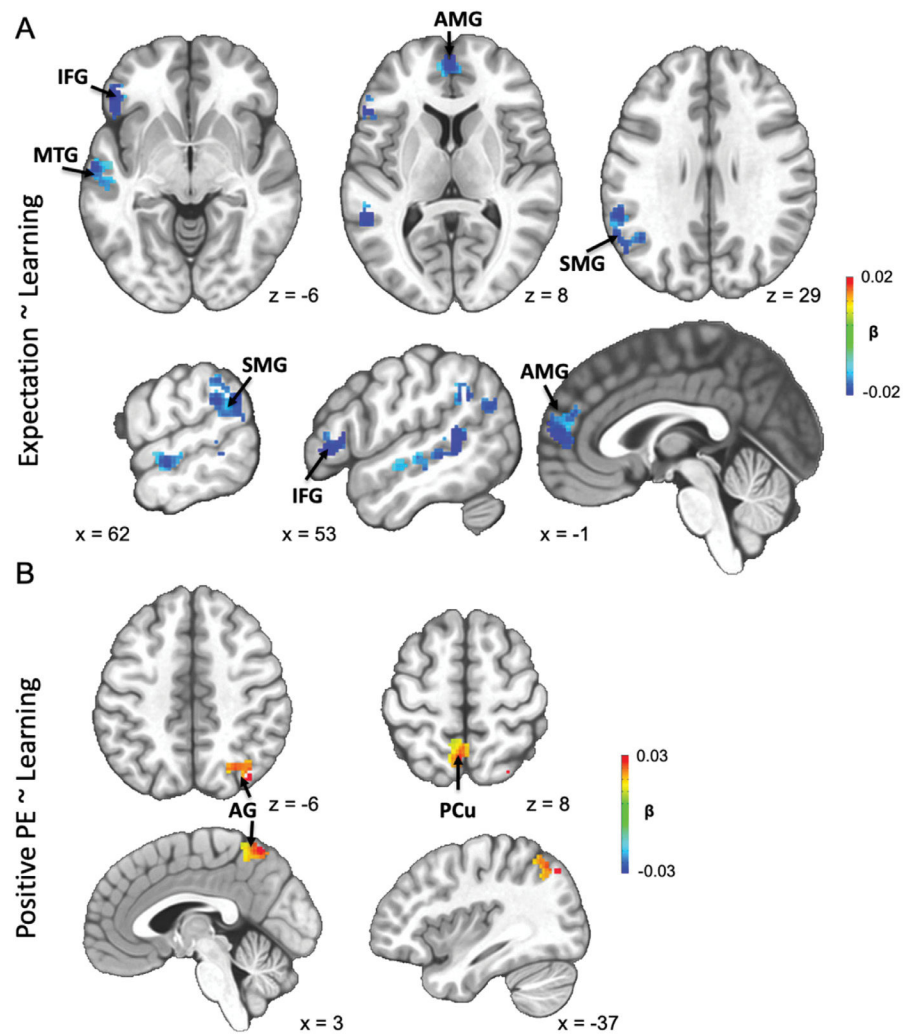 A
AMG
IFG
MTG
SMG
z = -6
z = 8
z = 29
Expectation ~ Learning
0.02
β
-0.02
SMG
AMG
IFG
x = 62
x = 53
x = -1
B
Positive PE ~ Learning
AG
z = -6
PCu
z = 8
0.03
β
-0.03
x = 3
x = -37